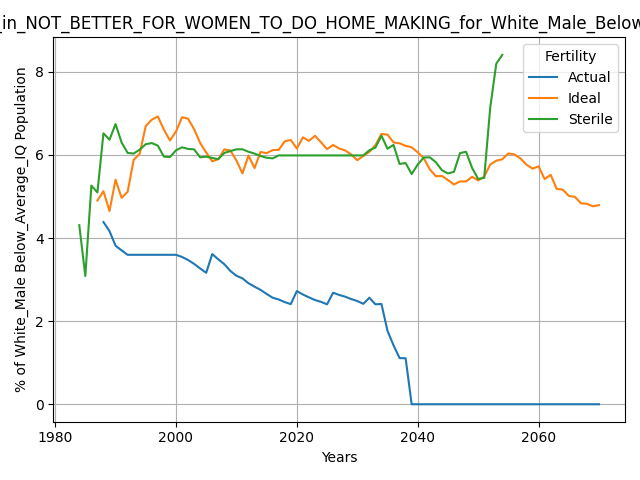 _in_NOT_BETTER_FOR_WOMEN_TO_DO_HOME_MAKING_for_White_Male_Below
% of White_Male Below_Average_IQ Population
8
6
4
2
0
Fertility
Actual
Ideal
Sterile
1980 2000 2020 2040 2060
Years